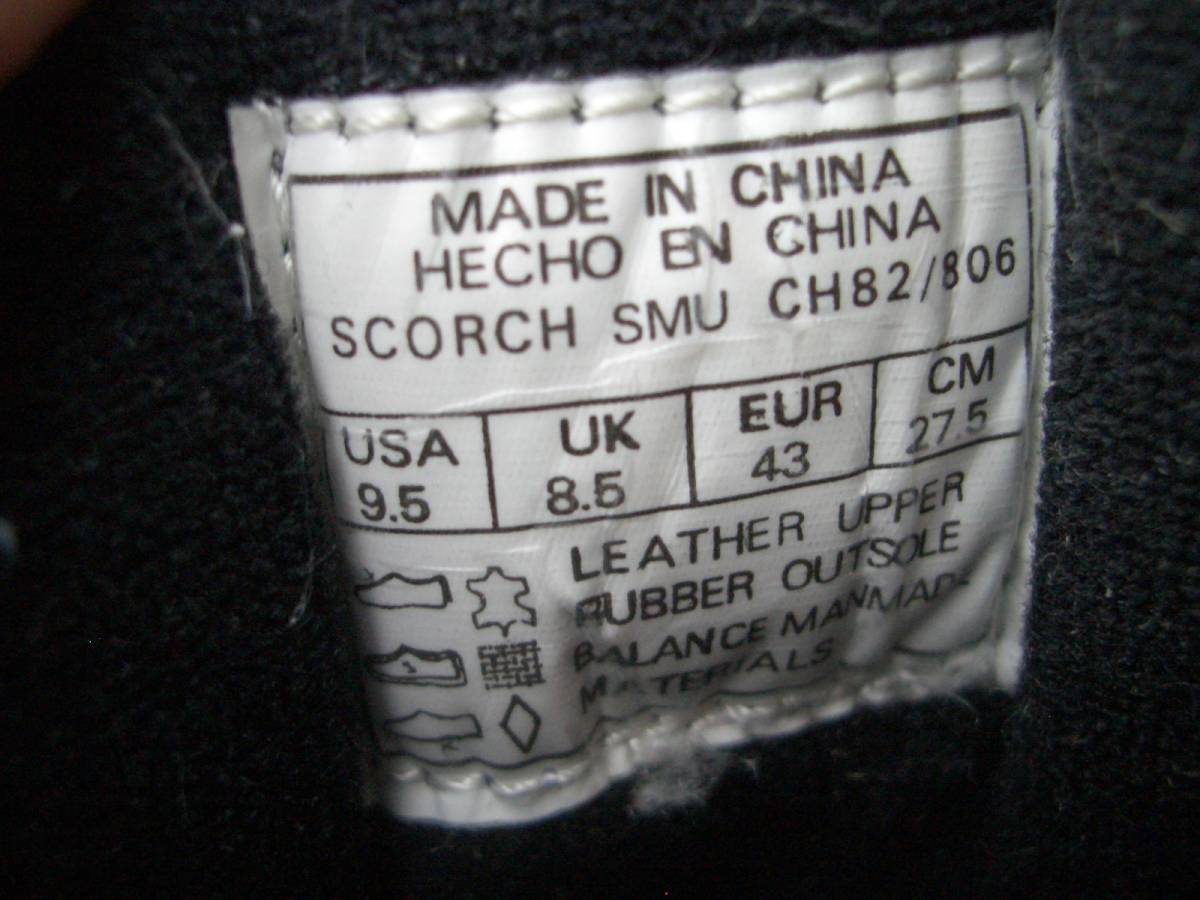 MADE IN CHINA
HECHO EN CHINA
SCORCH SMU CH82/806
USA UK EUR CM
9.5 8.5 43 27.5
LEATHER UPPER
RUBBER OUTSOLE
BALANCE MANMADE
MATERIALS